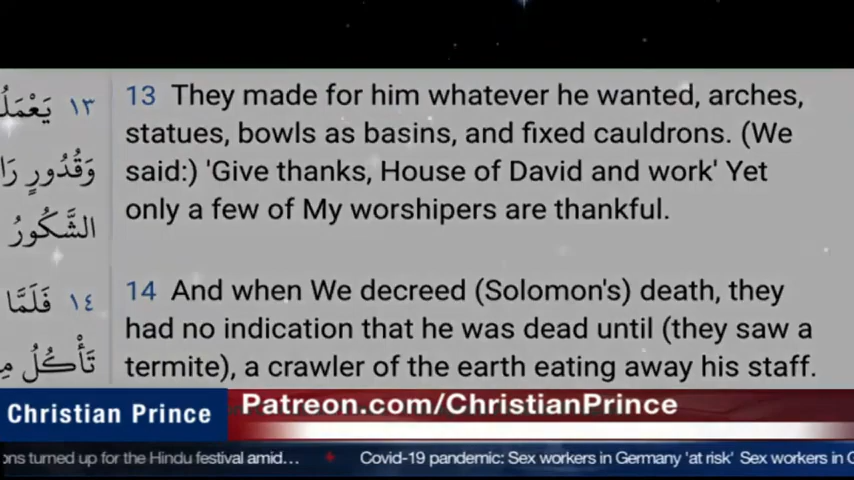 ١٣ يَعْمَلُ
وَقُدُورٍ رَا
الشَّكُورُ
13 They made for him whatever he wanted, arches,
statues, bowls as basins, and fixed cauldrons. (We
said:) 'Give thanks, House of David and work' Yet
only a few of My worshipers are thankful.
١٤ فَلَمَّا
تَأْكُلُ مِ
14 And when We decreed (Solomon's) death, they
had no indication that he was dead until (they saw a
termite), a crawler of the earth eating away his staff.
Christian Prince
Patreon.com/ChristianPrince
ons turned up for the Hindu festival amid... Covid-19 pandemic: Sex workers in Germany 'at risk' Sex workers in G